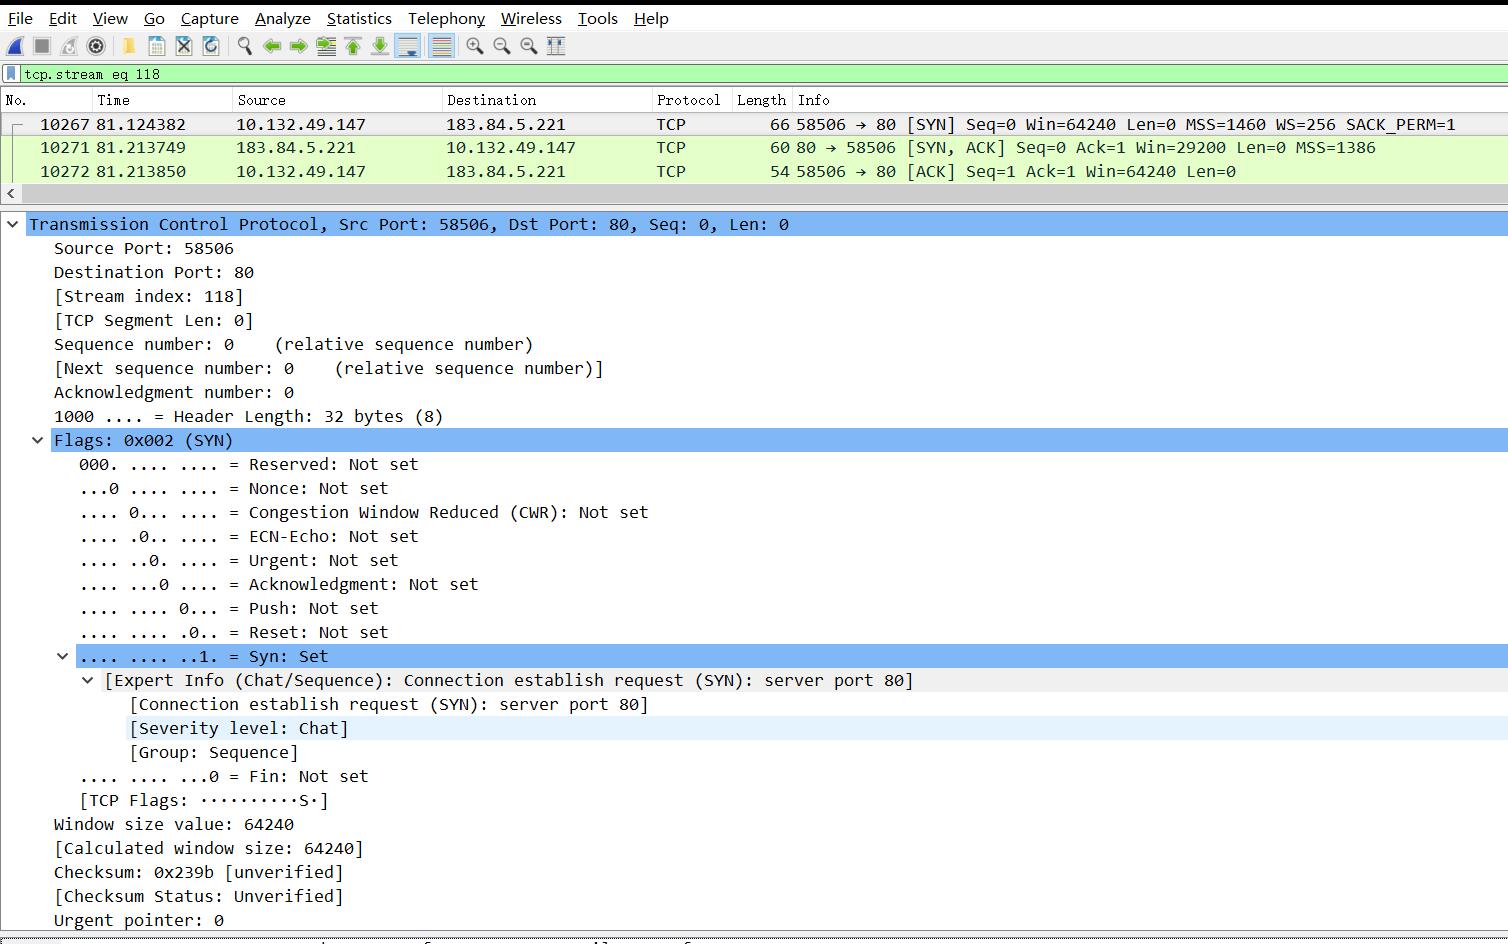 File Edit View Go Capture Analyze Statistics Telephony Wireless Tools Help
tcp.stream eq 118
No. Time Source Destination Protocol Length Info
10267 81.124382 10.132.49.147 183.84.5.221 TCP 66 58506 → 80 [SYN] Seq=0 Win=64240 Len=0 MSS=1460 WS=256 SACK_PERM=1
10271 81.213749 183.84.5.221 10.132.49.147 TCP 60 80 → 58506 [SYN, ACK] Seq=0 Ack=1 Win=29200 Len=0 MSS=1386
10272 81.213850 10.132.49.147 183.84.5.221 TCP 54 58506 → 80 [ACK] Seq=1 Ack=1 Win=64240 Len=0
Transmission Control Protocol, Src Port: 58506, Dst Port: 80, Seq: 0, Len: 0
Source Port: 58506
Destination Port: 80
[Stream index: 118]
[TCP Segment Len: 0]
Sequence number: 0    (relative sequence number)
[Next sequence number: 0    (relative sequence number)]
Acknowledgment number: 0
1000 .... = Header Length: 32 bytes (8)
Flags: 0x002 (SYN)
000. .... .... = Reserved: Not set
...0 .... .... = Nonce: Not set
.... 0... .... = Congestion Window Reduced (CWR): Not set
.... .0.. .... = ECN-Echo: Not set
.... ..0. .... = Urgent: Not set
.... ...0 .... = Acknowledgment: Not set
.... .... 0... = Push: Not set
.... .... .0.. = Reset: Not set
.... .... ..1. = Syn: Set
[Expert Info (Chat/Sequence): Connection establish request (SYN): server port 80]
[Connection establish request (SYN): server port 80]
[Severity level: Chat]
[Group: Sequence]
.... .... ...0 = Fin: Not set
[TCP Flags: ··········S·]
Window size value: 64240
[Calculated window size: 64240]
Checksum: 0x239b [unverified]
[Checksum Status: Unverified]
Urgent pointer: 0